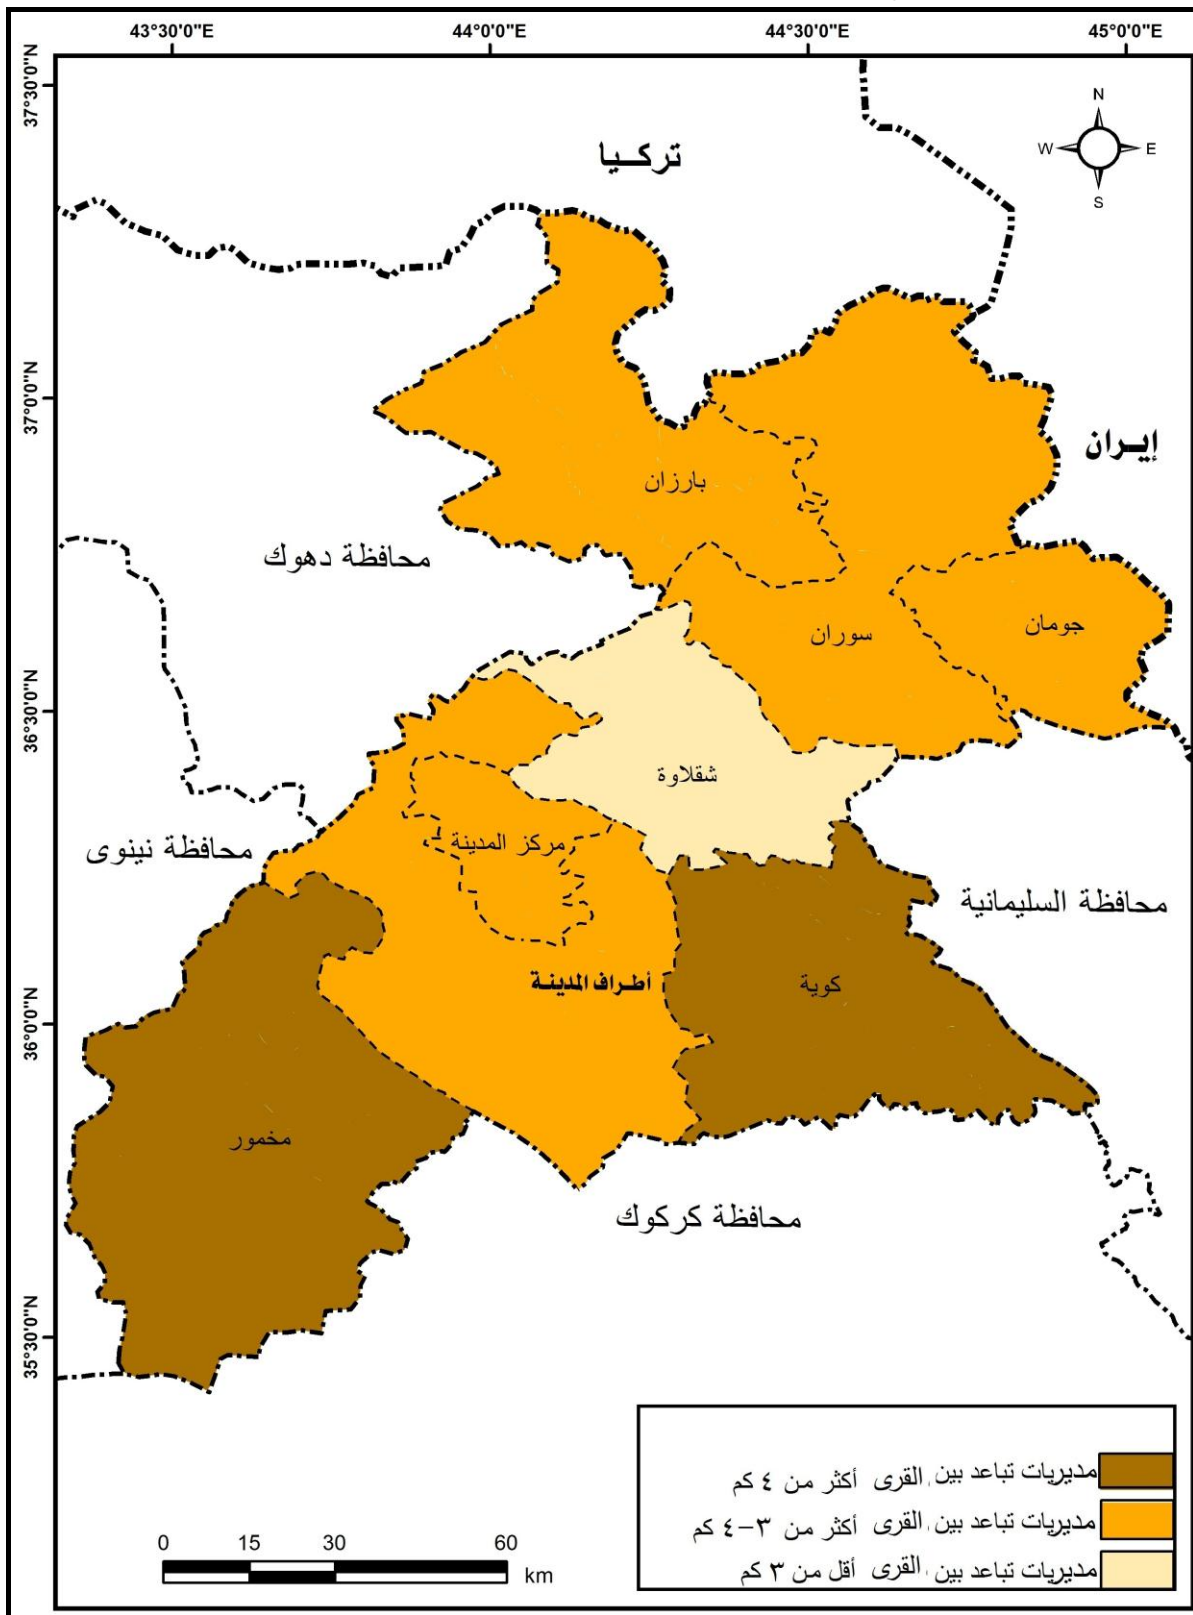 43°30'0"E
44°0'0"E
44°30'0"E
45°0'0"E
37°30'0"N
37°0'0"N
36°30'0"N
36°0'0"N
35°30'0"N
N
W
E
S
تركــيا
إيـران
بارزان
محافظة دهوك
جومان
سوران
شقلاوة
مركز المدينة
محافظة نينوى
محافظة السليمانية
أطراف المدينة
كوية
مخمور
محافظة كركوك
مديريات تباعد بين القرى أكثر من ٤ كم
مديريات تباعد بين القرى أكثر من ٣-٤ كم
مديريات تباعد بين القرى أقل من ٣ كم
0 15 30 60
km